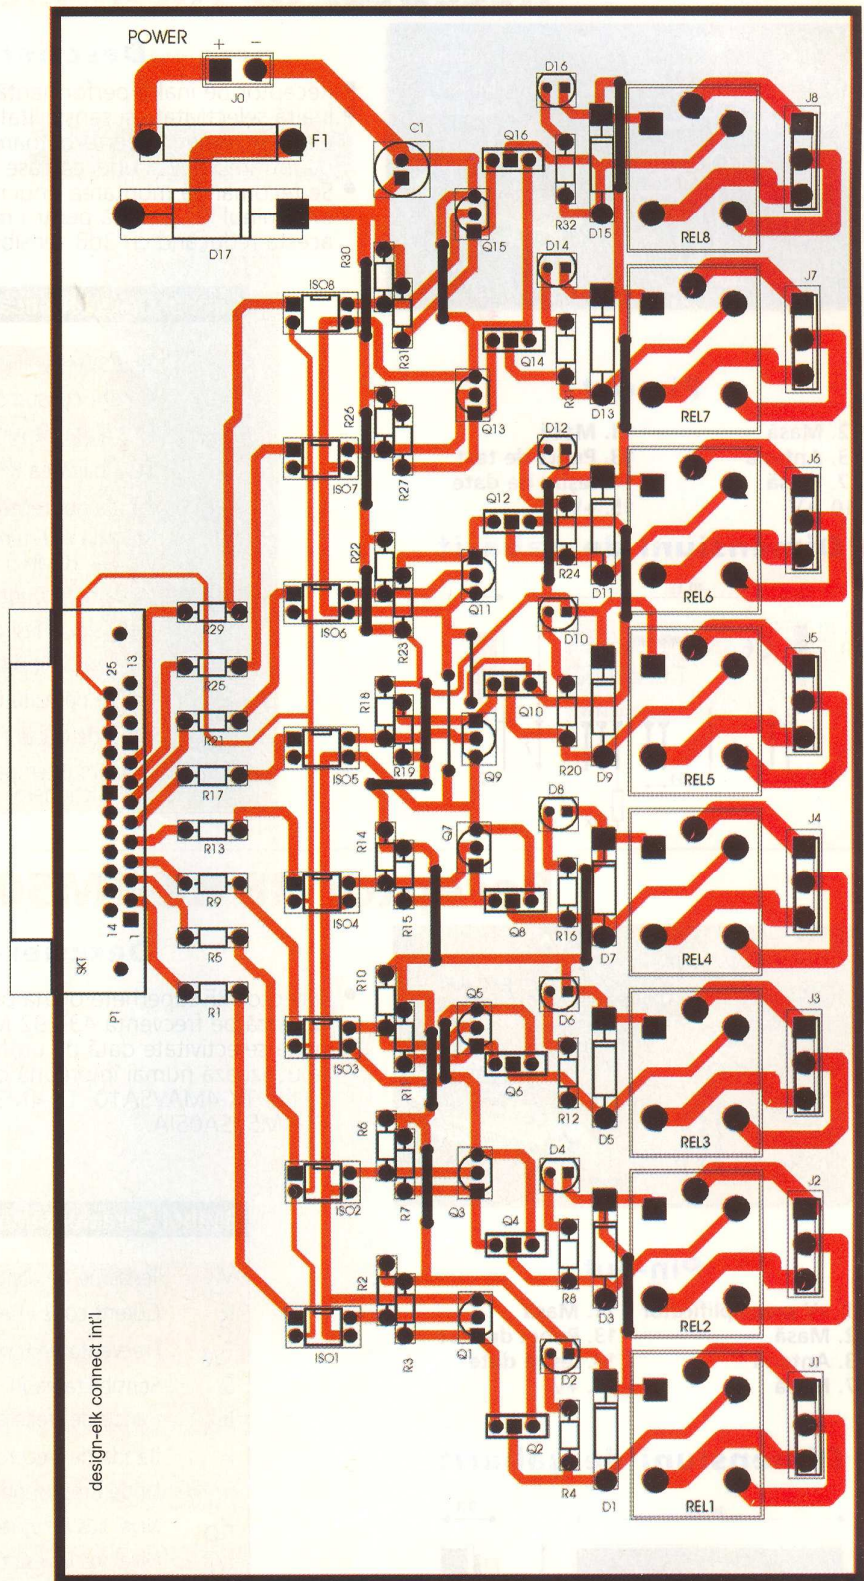 POWER
+ −
J0
F1
C1
D17
D16
Q16
R32
D15
REL8
J8
Q15
R30
ISO8
R31
D14
Q14
D13
REL7
J7
R26
Q13
ISO7
R27
D12
Q12
R24
D11
REL6
J6
R22
Q11
ISO6
R23
R29
D10
Q10
R20
D9
REL5
J5
R18
R19
Q9
ISO5
R25
R21
R17
R13
R9
R5
R1
25
13
14
1
SKT
P1
D8
Q7
Q8
R16
D7
REL4
J4
R14
R15
ISO4
D6
Q5
Q6
R12
D5
REL3
J3
R10
ISO3
D4
Q3
Q4
R8
D3
REL2
J2
R6
R7
ISO2
D2
Q1
Q2
R4
D1
REL1
J1
R2
R3
ISO1
design-elk connect int'l